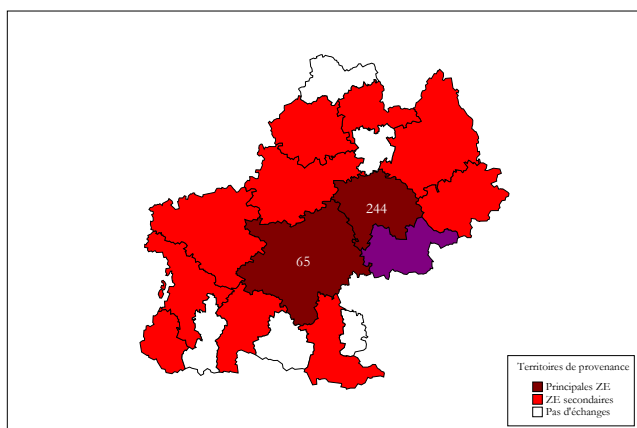 244
65
Territoires de provenance
Principales ZE
ZE secondaires
Pas d'échanges